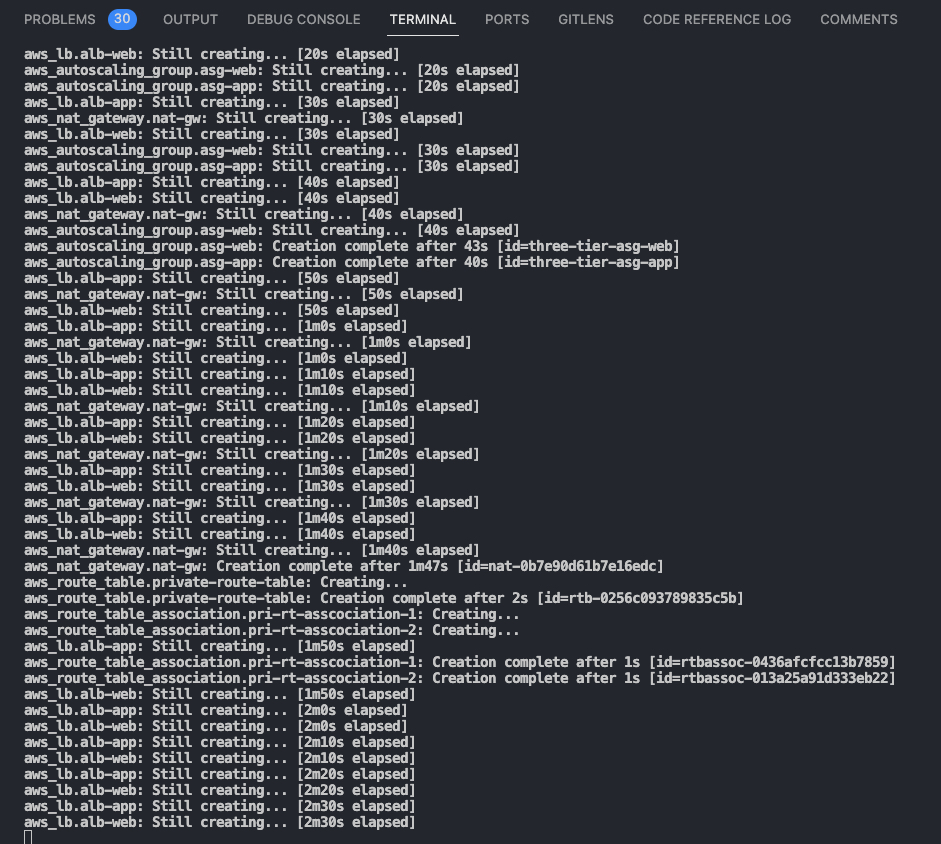 PROBLEMS 30 OUTPUT DEBUG CONSOLE TERMINAL PORTS GITLENS CODE REFERENCE LOG COMMENTS
aws_lb.alb-web: Still creating... [20s elapsed]
aws_autoscaling_group.asg-web: Still creating... [20s elapsed]
aws_autoscaling_group.asg-app: Still creating... [20s elapsed]
aws_lb.alb-app: Still creating... [30s elapsed]
aws_nat_gateway.nat-gw: Still creating... [30s elapsed]
aws_lb.alb-web: Still creating... [30s elapsed]
aws_autoscaling_group.asg-web: Still creating... [30s elapsed]
aws_autoscaling_group.asg-app: Still creating... [30s elapsed]
aws_lb.alb-app: Still creating... [40s elapsed]
aws_lb.alb-web: Still creating... [40s elapsed]
aws_nat_gateway.nat-gw: Still creating... [40s elapsed]
aws_autoscaling_group.asg-web: Still creating... [40s elapsed]
aws_autoscaling_group.asg-web: Creation complete after 43s [id=three-tier-asg-web]
aws_autoscaling_group.asg-app: Creation complete after 40s [id=three-tier-asg-app]
aws_lb.alb-app: Still creating... [50s elapsed]
aws_nat_gateway.nat-gw: Still creating... [50s elapsed]
aws_lb.alb-web: Still creating... [50s elapsed]
aws_lb.alb-app: Still creating... [1m0s elapsed]
aws_nat_gateway.nat-gw: Still creating... [1m0s elapsed]
aws_lb.alb-web: Still creating... [1m0s elapsed]
aws_lb.alb-app: Still creating... [1m10s elapsed]
aws_lb.alb-web: Still creating... [1m10s elapsed]
aws_nat_gateway.nat-gw: Still creating... [1m10s elapsed]
aws_lb.alb-app: Still creating... [1m20s elapsed]
aws_lb.alb-web: Still creating... [1m20s elapsed]
aws_nat_gateway.nat-gw: Still creating... [1m20s elapsed]
aws_lb.alb-app: Still creating... [1m30s elapsed]
aws_lb.alb-web: Still creating... [1m30s elapsed]
aws_nat_gateway.nat-gw: Still creating... [1m30s elapsed]
aws_lb.alb-app: Still creating... [1m40s elapsed]
aws_lb.alb-web: Still creating... [1m40s elapsed]
aws_nat_gateway.nat-gw: Still creating... [1m40s elapsed]
aws_nat_gateway.nat-gw: Creation complete after 1m47s [id=nat-0b7e90d61b7e16edc]
aws_route_table.private-route-table: Creating...
aws_route_table.private-route-table: Creation complete after 2s [id=rtb-0256c093789835c5b]
aws_route_table_association.pri-rt-asscociation-1: Creating...
aws_route_table_association.pri-rt-asscociation-2: Creating...
aws_lb.alb-app: Still creating... [1m50s elapsed]
aws_route_table_association.pri-rt-asscociation-1: Creation complete after 1s [id=rtbassoc-0436afcfcc13b7859]
aws_route_table_association.pri-rt-asscociation-2: Creation complete after 1s [id=rtbassoc-013a25a91d333eb22]
aws_lb.alb-web: Still creating... [1m50s elapsed]
aws_lb.alb-app: Still creating... [2m0s elapsed]
aws_lb.alb-web: Still creating... [2m0s elapsed]
aws_lb.alb-app: Still creating... [2m10s elapsed]
aws_lb.alb-web: Still creating... [2m10s elapsed]
aws_lb.alb-app: Still creating... [2m20s elapsed]
aws_lb.alb-web: Still creating... [2m20s elapsed]
aws_lb.alb-app: Still creating... [2m30s elapsed]
aws_lb.alb-web: Still creating... [2m30s elapsed]